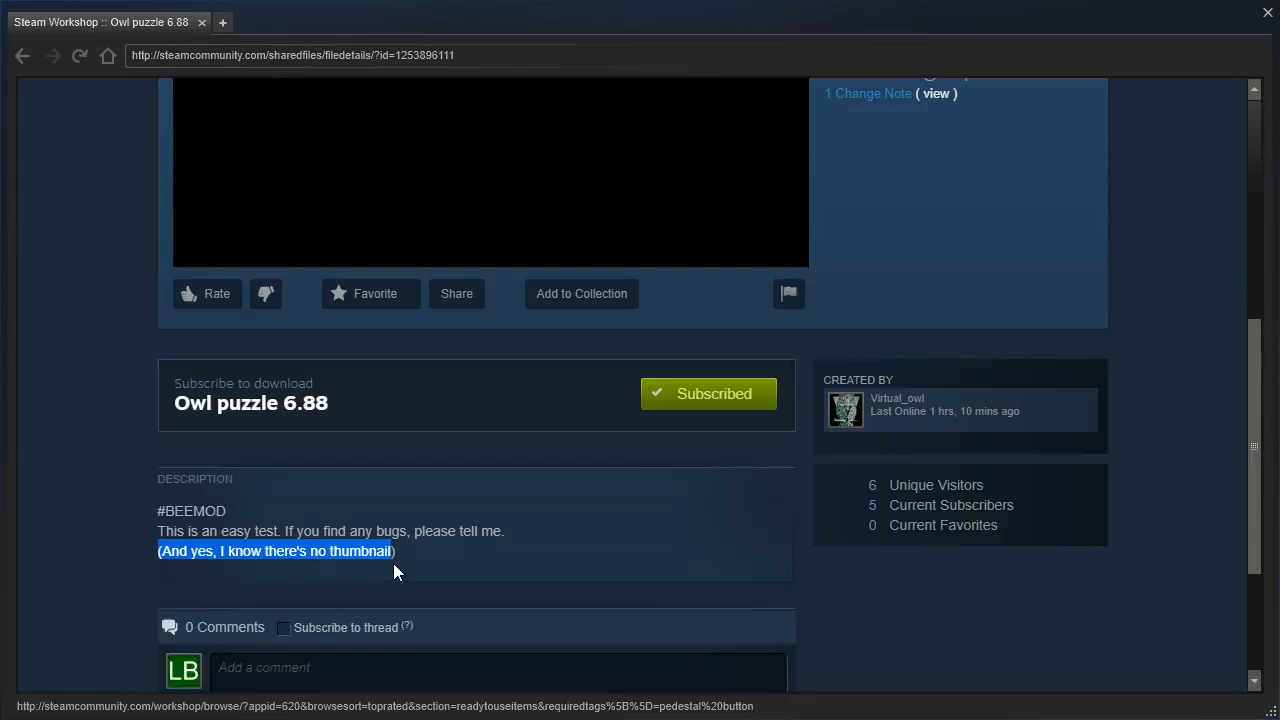 Steam Workshop :: Owl puzzle 6.88
http://steamcommunity.com/sharedfiles/filedetails/?id=1253896111
1 Change Note ( view )
Rate
Favorite
Share
Add to Collection
Subscribe to download
Owl puzzle 6.88
Subscribed
CREATED BY
Virtual_owl
Last Online 1 hrs, 10 mins ago
6 Unique Visitors
5 Current Subscribers
0 Current Favorites
DESCRIPTION
#BEEMOD
This is an easy test. If you find any bugs, please tell me.
(And yes, I know there's no thumbnail)
0 Comments
Subscribe to thread (?)
LB
Add a comment
http://steamcommunity.com/workshop/browse/?appid=620&browsesort=toprated&section=readytouseitems&requiredtags%5B%5D=pedestal%20button